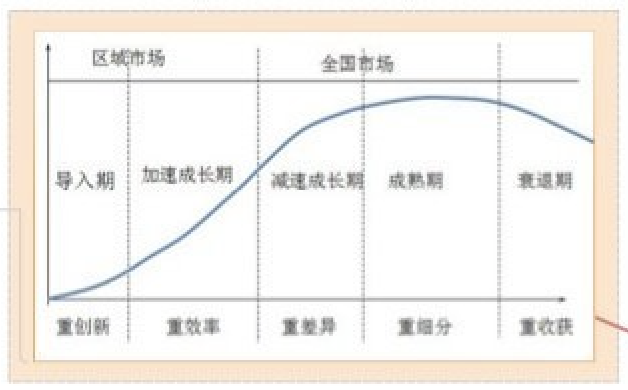 区域市场
全国市场
导入期
加速成长期
减速成长期
成熟期
衰退期
重创新
重效率
重差异
重细分
重收获